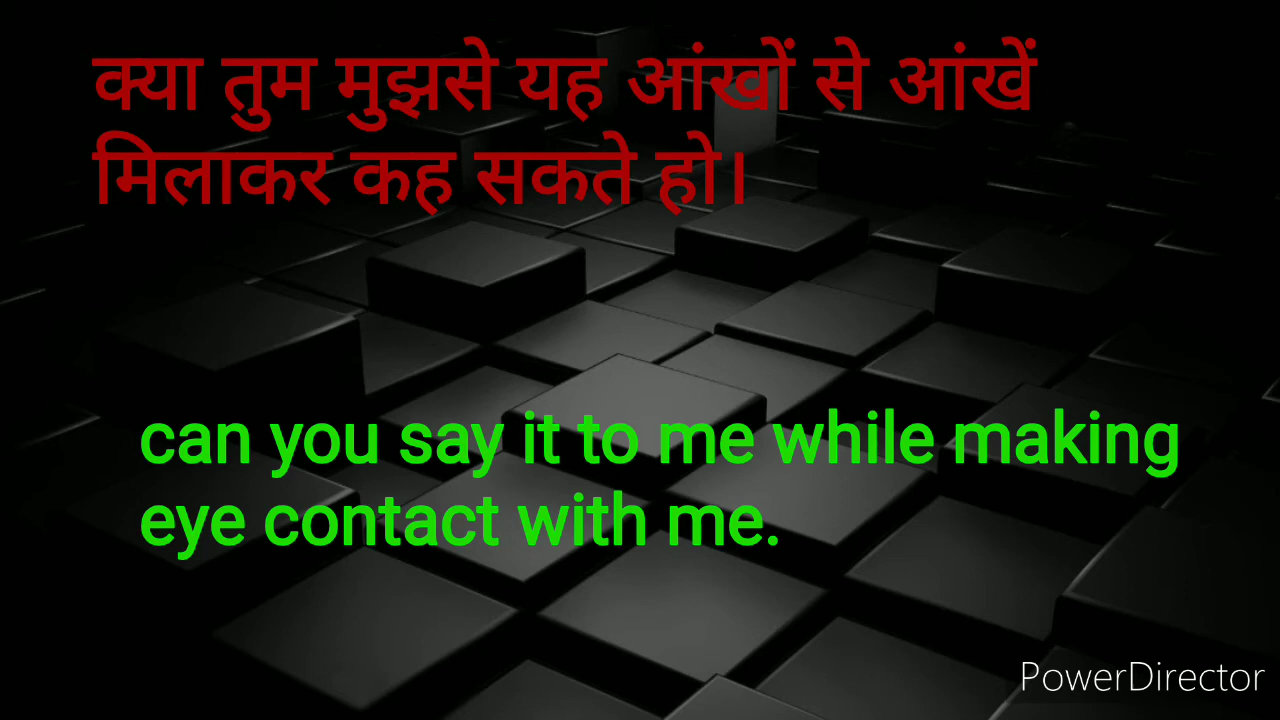 क्या तुम मुझसे यह आंखों से आंखें
मिलाकर कह सकते हो।
can you say it to me while making
eye contact with me.
PowerDirector